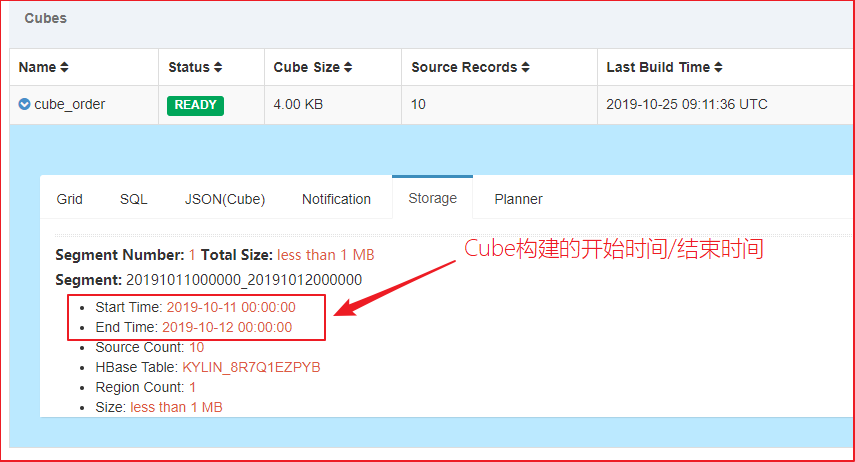 Cubes
Name Status Cube Size Source Records Last Build Time
cube_order READY 4.00 KB 10 2019-10-25 09:11:36 UTC
Grid SQL JSON(Cube) Notification Storage Planner
Cube构建的开始时间/结束时间
Segment Number: 1 Total Size: less than 1 MB
Segment: 20191011000000_20191012000000
Start Time: 2019-10-11 00:00:00
End Time: 2019-10-12 00:00:00
Source Count: 10
HBase Table: KYLIN_8R7Q1EZPYB
Region Count: 1
Size: less than 1 MB